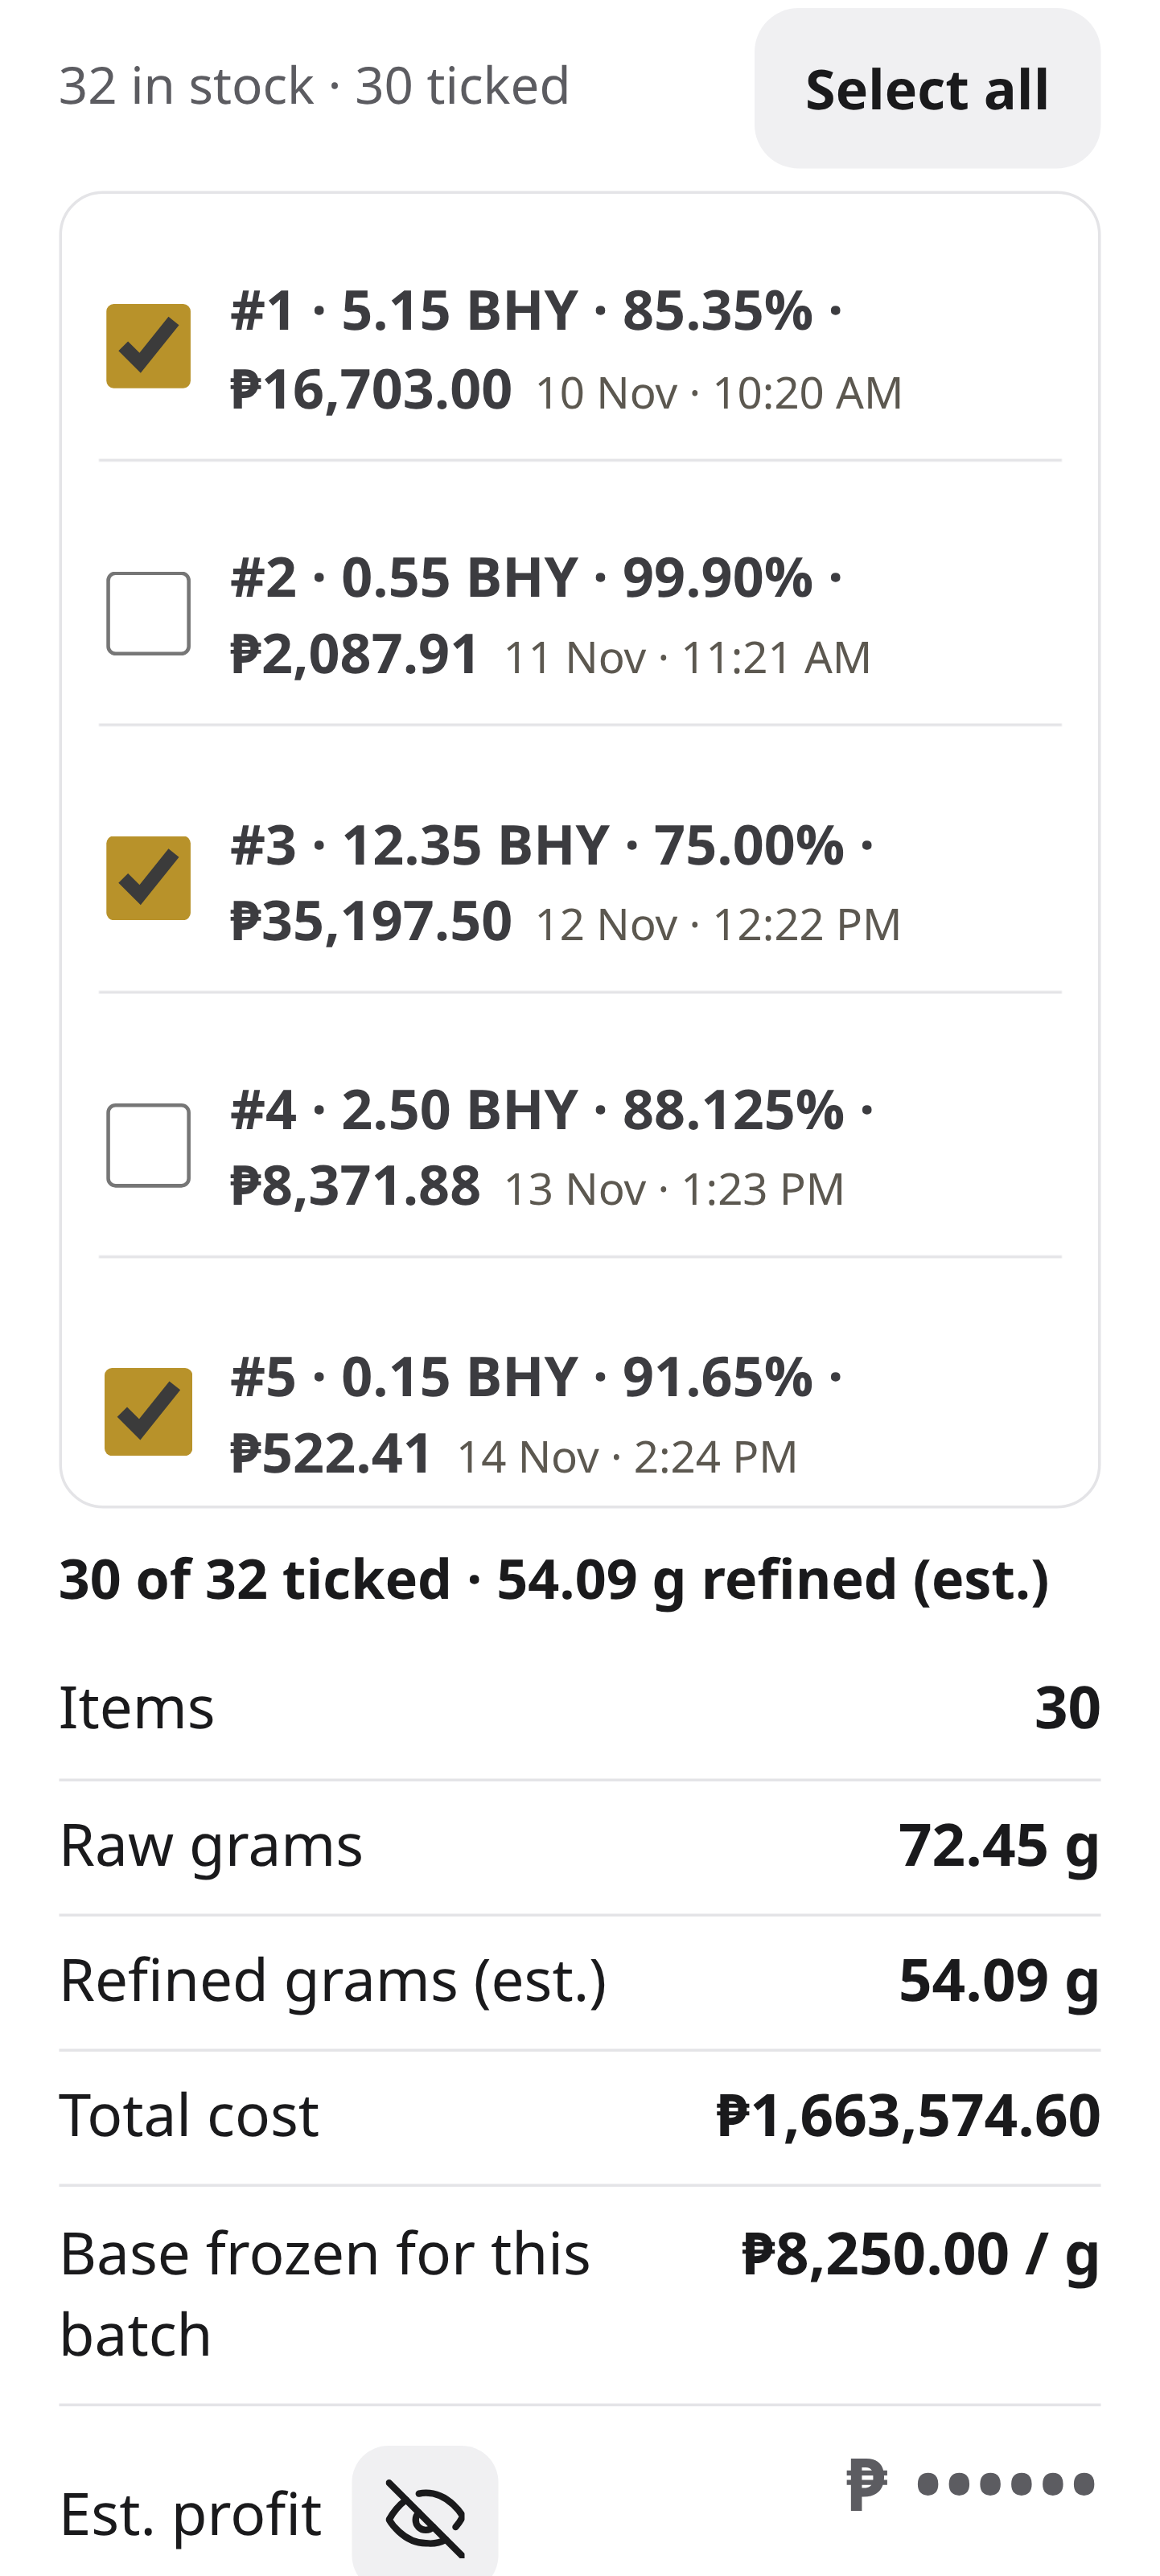 32 in stock · 30 ticked
Select all
#1 · 5.15 BHY · 85.35% ·
₱16,703.00 10 Nov · 10:20 AM
#2 · 0.55 BHY · 99.90% ·
₱2,087.91 11 Nov · 11:21 AM
#3 · 12.35 BHY · 75.00% ·
₱35,197.50 12 Nov · 12:22 PM
#4 · 2.50 BHY · 88.125% ·
₱8,371.88 13 Nov · 1:23 PM
#5 · 0.15 BHY · 91.65% ·
₱522.41 14 Nov · 2:24 PM
30 of 32 ticked · 54.09 g refined (est.)
Items 30
Raw grams 72.45 g
Refined grams (est.) 54.09 g
Total cost ₱1,663,574.60
Base frozen for this ₱8,250.00 / g
batch
Est. profit ₱ ••••••